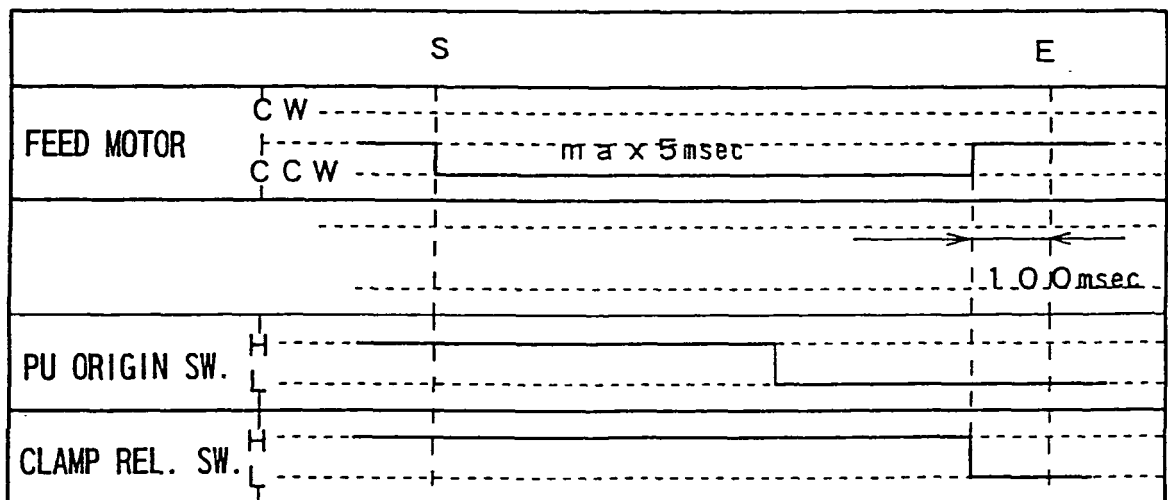 S E
CW
FEED MOTOR max 5msec
CCW
100msec
H
PU ORIGIN SW.
L
H
CLAMP REL. SW.
L